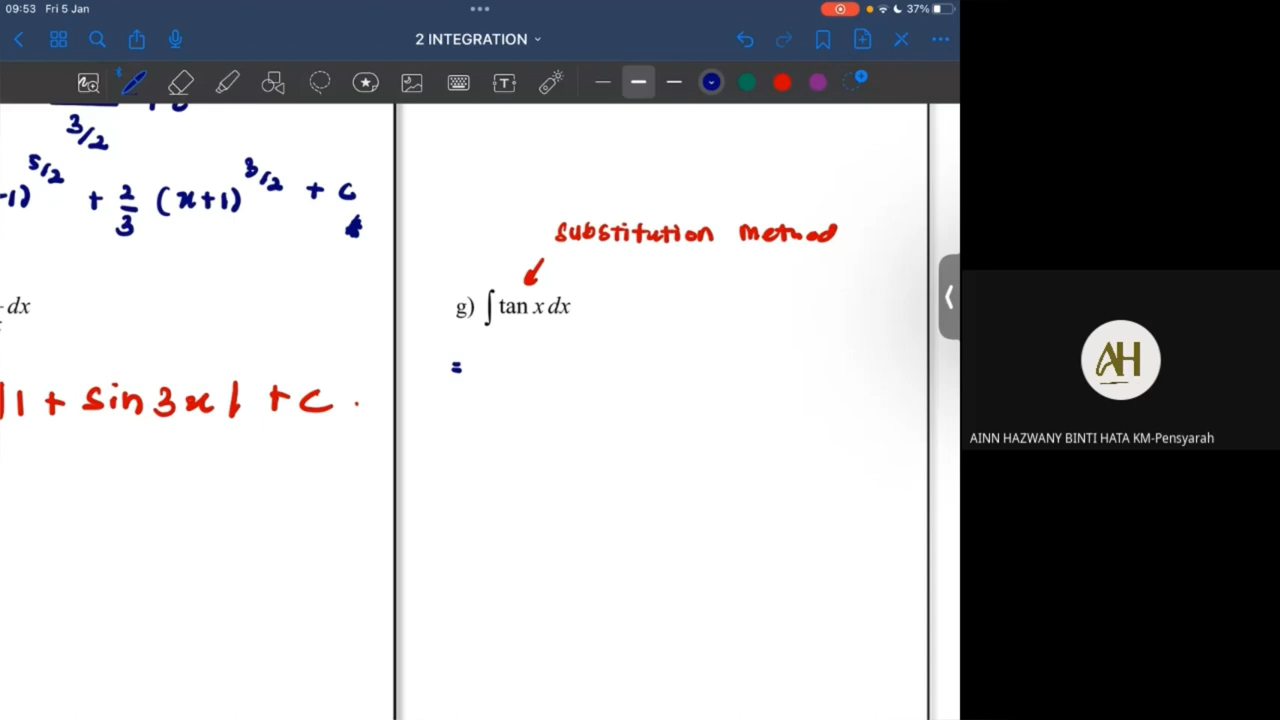 09:53 Fri 5 Jan
37%
2 INTEGRATION
3/2
-1)^{5/2} + 2/3 (x+1)^{3/2} + c
dx
|1 + sin 3x| + c .
substitution method
g) ∫ tan x dx
=
AH
AINN HAZWANY BINTI HATA KM-Pensyarah